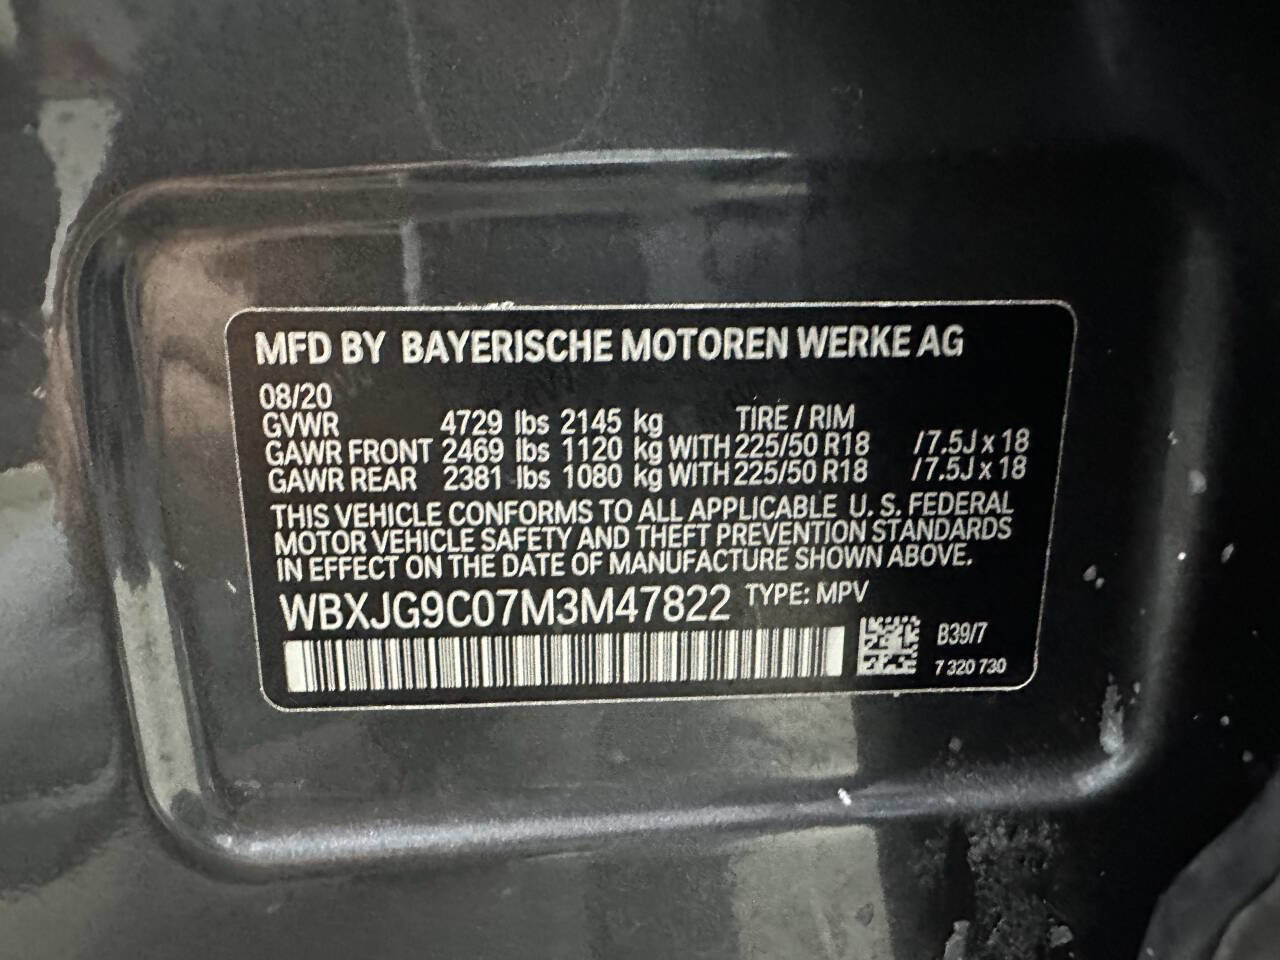 MFD BY BAYERISCHE MOTOREN WERKE AG
08/20
GVWR 4729 lbs 2145 kg TIRE / RIM
GAWR FRONT 2469 lbs 1120 kg WITH 225/50 R18 /7.5J x 18
GAWR REAR 2381 lbs 1080 kg WITH 225/50 R18 /7.5J x 18
THIS VEHICLE CONFORMS TO ALL APPLICABLE U. S. FEDERAL
MOTOR VEHICLE SAFETY AND THEFT PREVENTION STANDARDS
IN EFFECT ON THE DATE OF MANUFACTURE SHOWN ABOVE.
WBXJG9C07M3M47822 TYPE: MPV
B39/7
7 320 730